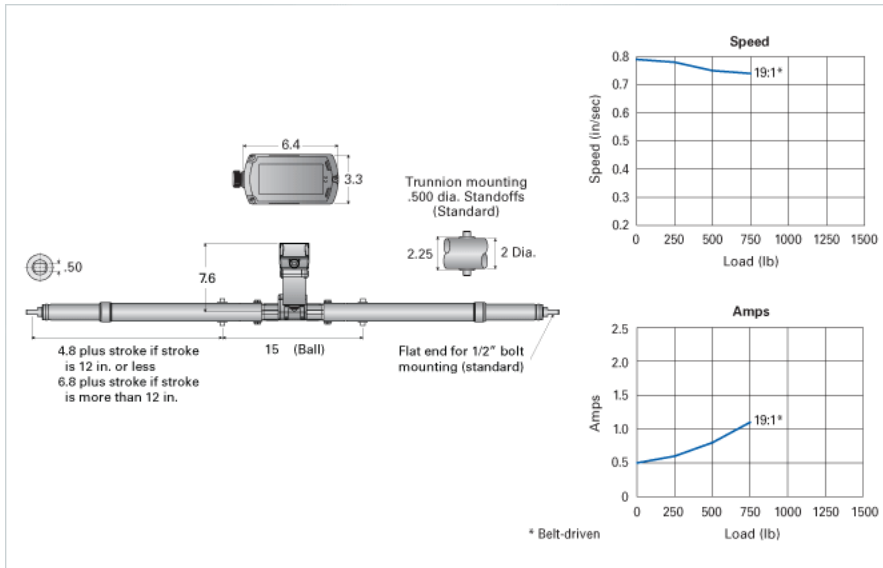 6.4
3.3
Trunnion mounting
.500 dia. Standoffs
(Standard)
2.25
2 Dia.
.50
7.6
4.8 plus stroke if stroke
is 12 in. or less
6.8 plus stroke if stroke
is more than 12 in.
15 (Ball)
Flat end for 1/2" bolt
mounting (standard)
Speed
Speed (in/sec)
0.8
0.7
0.6
0.5
0.4
0.3
0.2
19:1*
0 250 500 750 1000 1250 1500
Load (lb)
Amps
Amps
2.5
2.0
1.5
1.0
0.5
0
19:1*
0 250 500 750 1000 1250 1500
Load (lb)
* Belt-driven